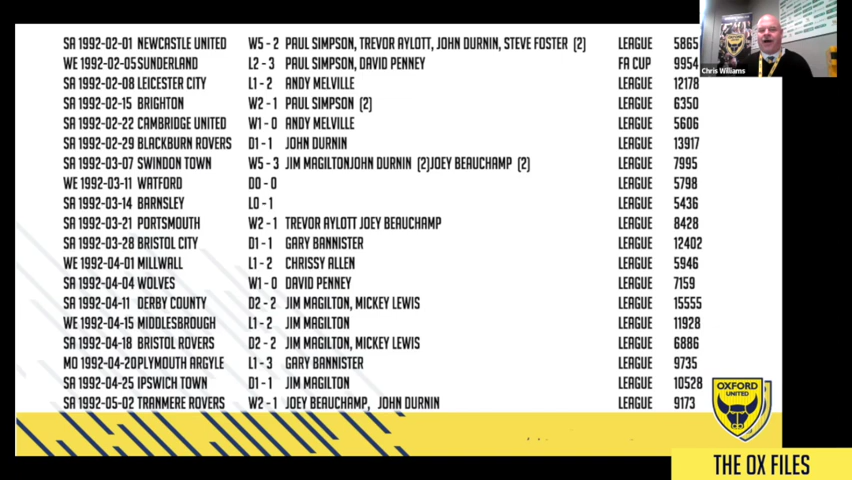 SA 1992-02-01 NEWCASTLE UNITED W5 - 2 PAUL SIMPSON, TREVOR AYLOTT, JOHN DURNIN, STEVE FOSTER (2) LEAGUE 5865
WE 1992-02-05 SUNDERLAND L2 - 3 PAUL SIMPSON, DAVID PENNEY FA CUP 9954
SA 1992-02-08 LEICESTER CITY L1 - 2 ANDY MELVILLE LEAGUE 12178
SA 1992-02-15 BRIGHTON W2 - 1 PAUL SIMPSON (2) LEAGUE 6350
SA 1992-02-22 CAMBRIDGE UNITED W1 - 0 ANDY MELVILLE LEAGUE 5606
SA 1992-02-29 BLACKBURN ROVERS D1 - 1 JOHN DURNIN LEAGUE 13917
SA 1992-03-07 SWINDON TOWN W5 - 3 JIM MAGILTONJOHN DURNIN (2)JOEY BEAUCHAMP (2) LEAGUE 7995
WE 1992-03-11 WATFORD D0 - 0 LEAGUE 5798
SA 1992-03-14 BARNSLEY L0 - 1 LEAGUE 5436
SA 1992-03-21 PORTSMOUTH W2 - 1 TREVOR AYLOTT JOEY BEAUCHAMP LEAGUE 8428
SA 1992-03-28 BRISTOL CITY D1 - 1 GARY BANNISTER LEAGUE 12402
WE 1992-04-01 MILLWALL L1 - 2 CHRISSY ALLEN LEAGUE 5946
SA 1992-04-04 WOLVES W1 - 0 DAVID PENNEY LEAGUE 7159
SA 1992-04-11 DERBY COUNTY D2 - 2 JIM MAGILTON, MICKEY LEWIS LEAGUE 15555
WE 1992-04-15 MIDDLESBROUGH L1 - 2 JIM MAGILTON LEAGUE 11928
SA 1992-04-18 BRISTOL ROVERS D2 - 2 JIM MAGILTON, MICKEY LEWIS LEAGUE 6886
MO 1992-04-20PLYMOUTH ARGYLE L1 - 3 GARY BANNISTER LEAGUE 9735
SA 1992-04-25 IPSWICH TOWN D1 - 1 JIM MAGILTON LEAGUE 10528
SA 1992-05-02 TRANMERE ROVERS W2 - 1 JOEY BEAUCHAMP, JOHN DURNIN LEAGUE 9173
Chris Williams
OXFORD
UNITED
THE OX FILES